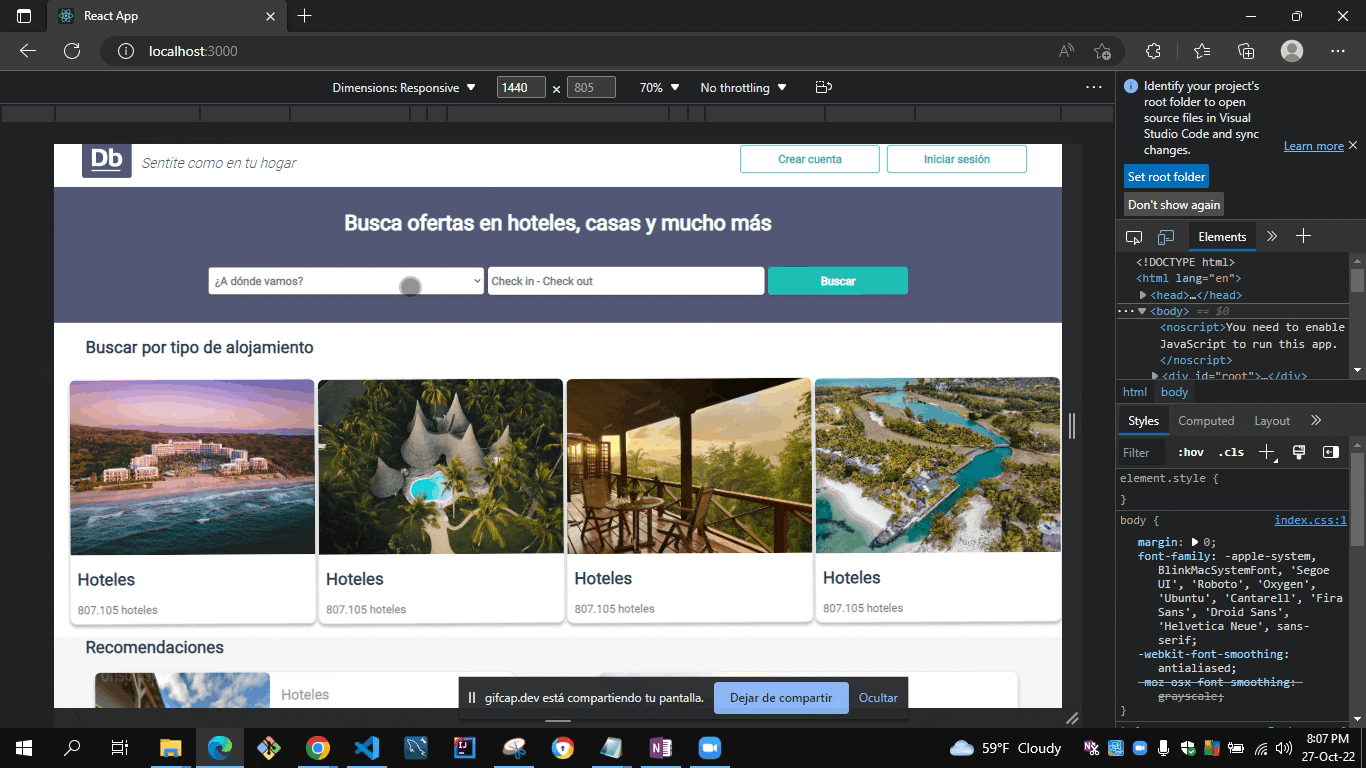 React App
localhost:3000
Dimensions: Responsive 1440 × 805 70% No throttling
Identify your project's
root folder to open
source files in Visual
Studio Code and sync
changes.
Learn more
Set root folder
Don't show again
Db
Sentite como en tu hogar
Crear cuenta
Iniciar sesión
Busca ofertas en hoteles, casas y mucho más
¿A dónde vamos?
Check in - Check out
Buscar
Buscar por tipo de alojamiento
Hoteles
807.105 hoteles
Hoteles
807.105 hoteles
Hoteles
807.105 hoteles
Hoteles
807.105 hoteles
Recomendaciones
Hoteles
gifcap.dev está compartiendo tu pantalla.
Dejar de compartir
Ocultar
Elements
<!DOCTYPE html>
<html lang="en">
<head>…</head>
<body> == $0
<noscript>You need to enable
JavaScript to run this app.
</noscript>
<div id="root">…</div>
html body
Styles Computed Layout
Filter :hov .cls
element.style {
}
body { index.css:1
margin: 0;
font-family: -apple-system,
BlinkMacSystemFont, 'Segoe
UI', 'Roboto', 'Oxygen',
'Ubuntu', 'Cantarell', 'Fira
Sans', 'Droid Sans',
'Helvetica Neue', sans-
serif;
-webkit-font-smoothing:
antialiased;
-moz-osx-font-smoothing:
grayscale;
}
59°F Cloudy
8:07 PM
27-Oct-22